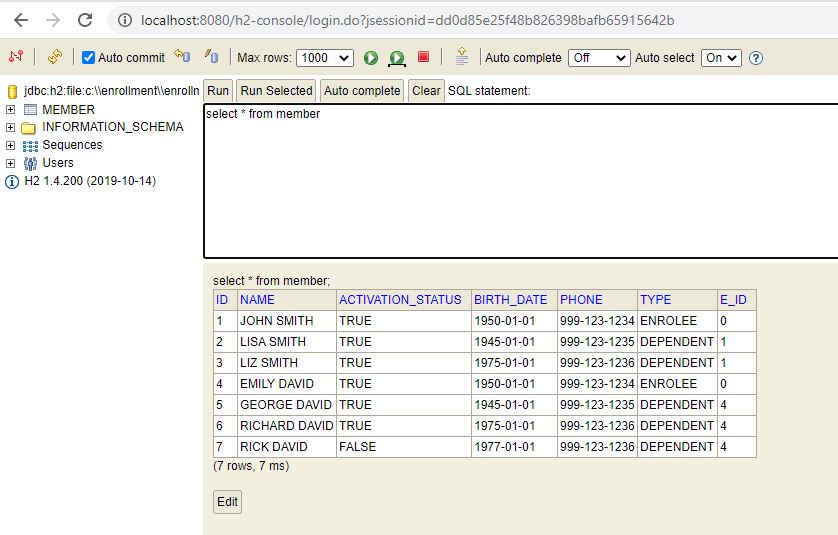 localhost:8080/h2-console/login.do?jsessionid=dd0d85e25f48b826398bafb65915642b
Auto commit Max rows: 1000 Auto complete Off Auto select On ?
jdbc:h2:file:c:\\enrollment\\enrolln
MEMBER
INFORMATION_SCHEMA
Sequences
Users
H2 1.4.200 (2019-10-14)
Run Run Selected Auto complete Clear SQL statement:
select * from member
select * from member;
ID NAME ACTIVATION_STATUS BIRTH_DATE PHONE TYPE E_ID
1 JOHN SMITH TRUE 1950-01-01 999-123-1234 ENROLEE 0
2 LISA SMITH TRUE 1945-01-01 999-123-1235 DEPENDENT 1
3 LIZ SMITH TRUE 1975-01-01 999-123-1236 DEPENDENT 1
4 EMILY DAVID TRUE 1950-01-01 999-123-1234 ENROLEE 0
5 GEORGE DAVID TRUE 1945-01-01 999-123-1235 DEPENDENT 4
6 RICHARD DAVID TRUE 1975-01-01 999-123-1236 DEPENDENT 4
7 RICK DAVID FALSE 1977-01-01 999-123-1236 DEPENDENT 4
(7 rows, 7 ms)
Edit